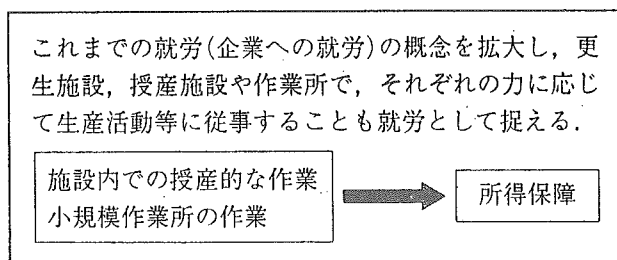 これまでの就労(企業への就労)の概念を拡大し，更
生施設，授産施設や作業所で，それぞれの力に応じ
て生産活動等に従事することも就労として捉える．
施設内での授産的な作業
小規模作業所の作業
所得保障